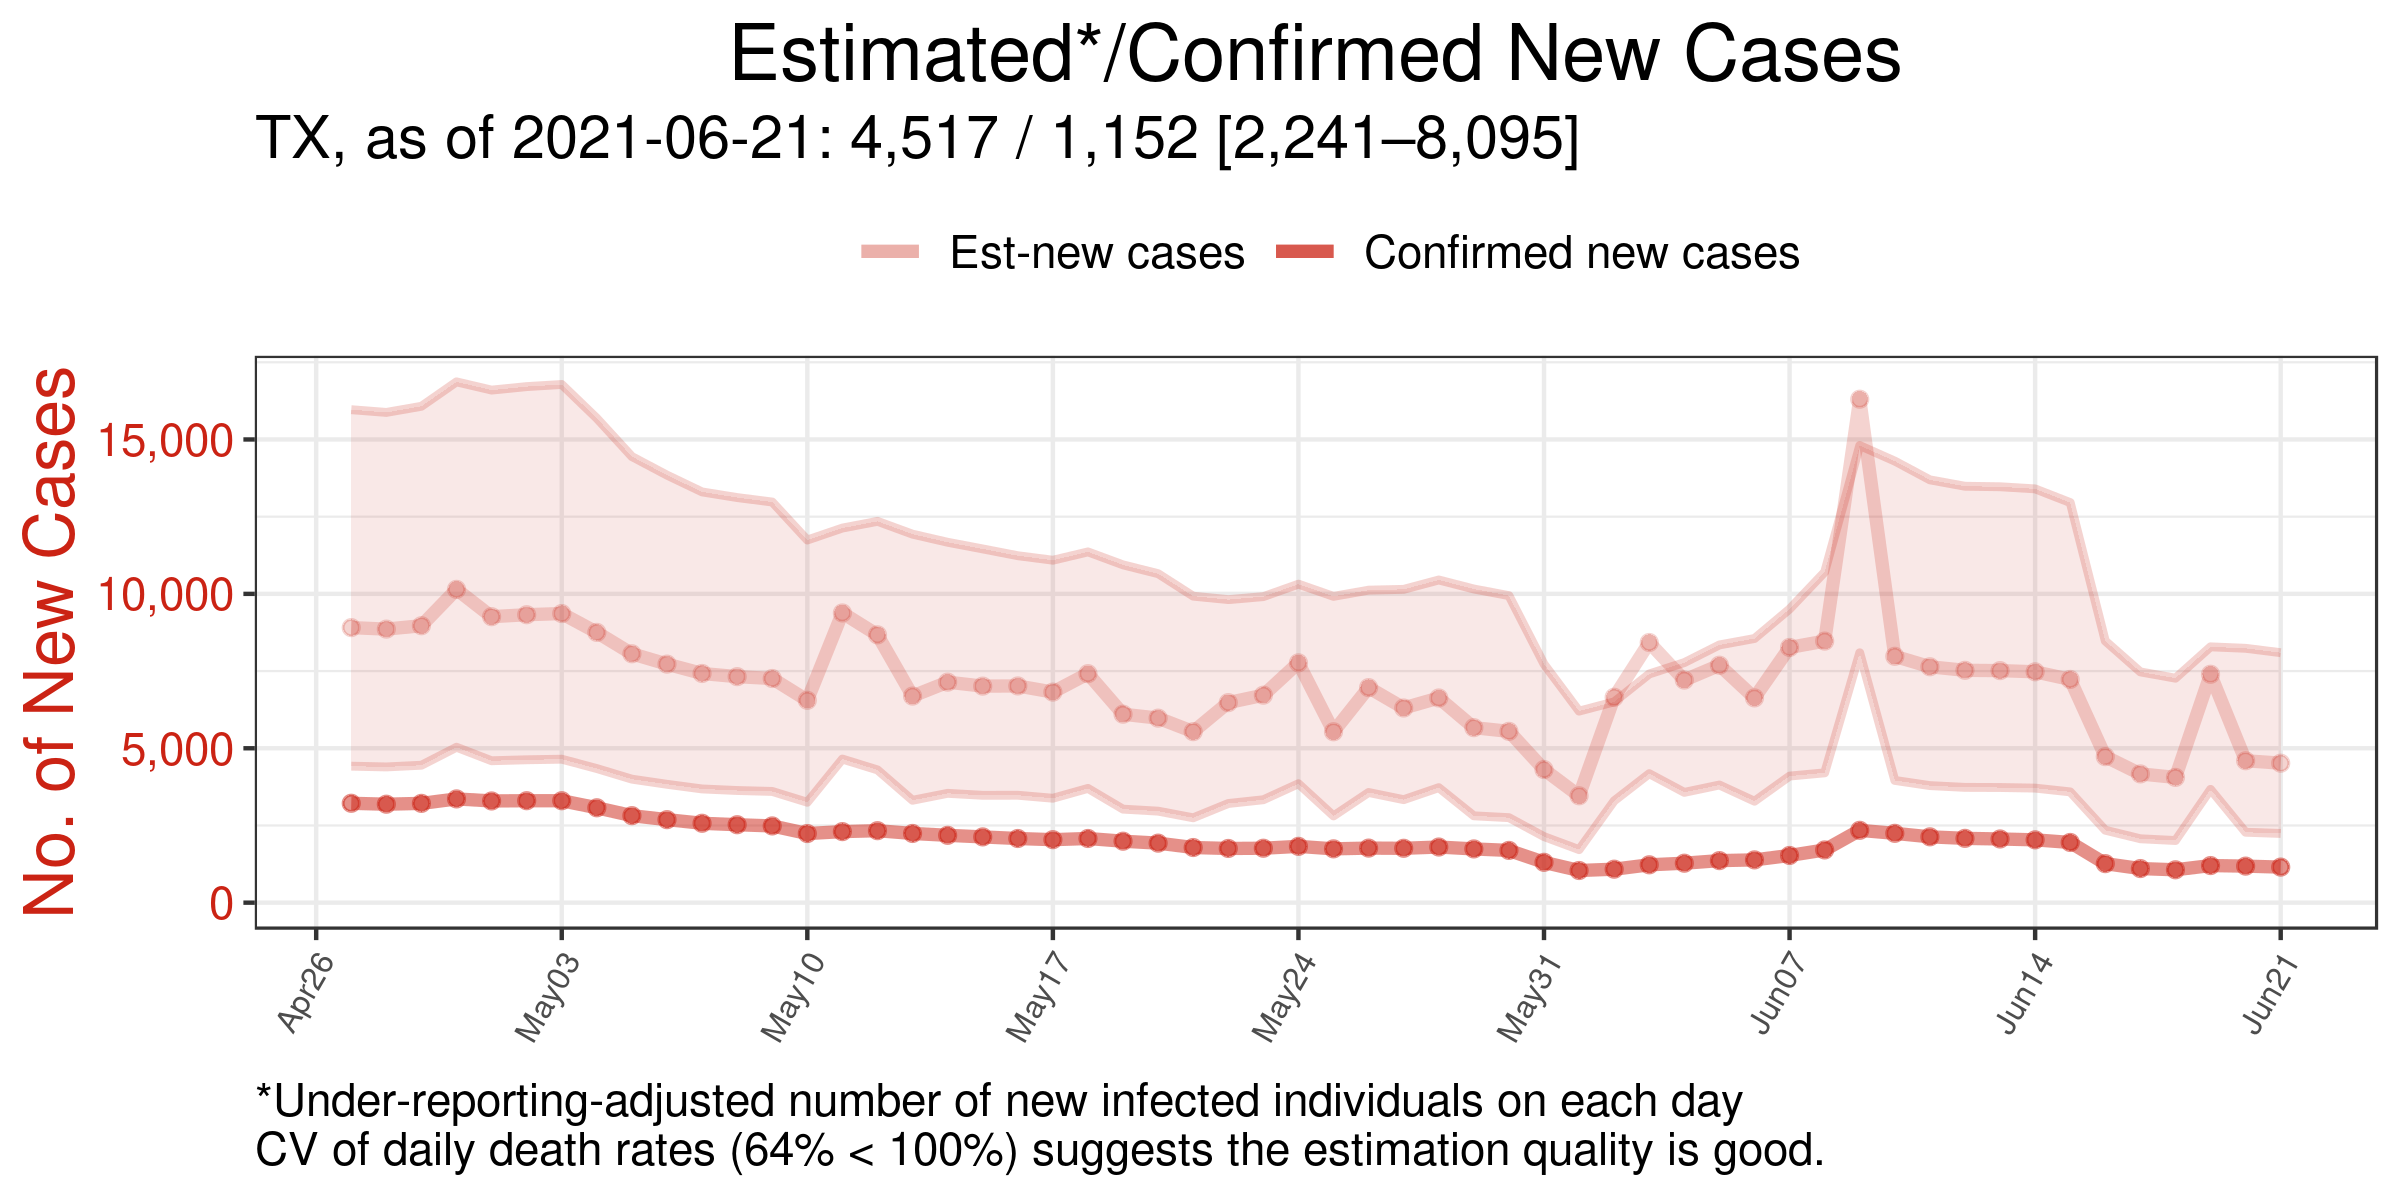 Estimated*/Confirmed New Cases
TX, as of 2021-06-21: 4,517 / 1,152 [2,241–8,095]
Est-new cases
Confirmed new cases
No. of New Cases
15,000
10,000
5,000
0
Apr26
May03
May10
May17
May24
May31
Jun07
Jun14
Jun21
*Under-reporting-adjusted number of new infected individuals on each day
CV of daily death rates (64% < 100%) suggests the estimation quality is good.